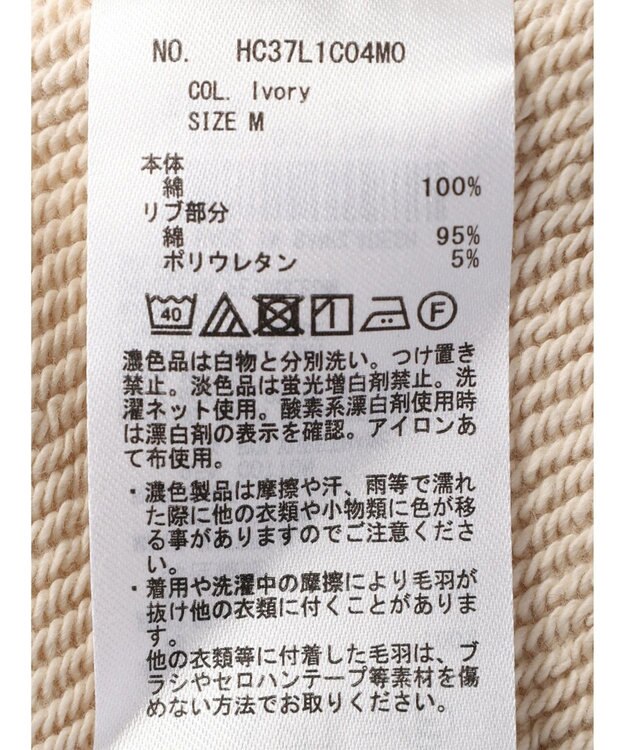 NO. HC37L1C04MO
COL. Ivory
SIZE M
本体
綿 100%
リブ部分
綿 95%
ポリウレタン 5%
40
F
濃色品は白物と分別洗い。つけ置き
禁止。淡色品は蛍光増白剤禁止。洗
濯ネット使用。酸素系漂白剤使用時
は漂白剤の表示を確認。アイロンあ
て布使用。
・濃色製品は摩擦や汗、雨等で濡れ
た際に他の衣類や小物類に色が移
る事がありますのでご注意くださ
い。
・着用や洗濯中の摩擦により毛羽が
抜け他の衣類に付くことがありま
す。
他の衣類等に付着した毛羽は、ブ
ラシやセロハンテープ等素材を傷
めない方法でお取りください。